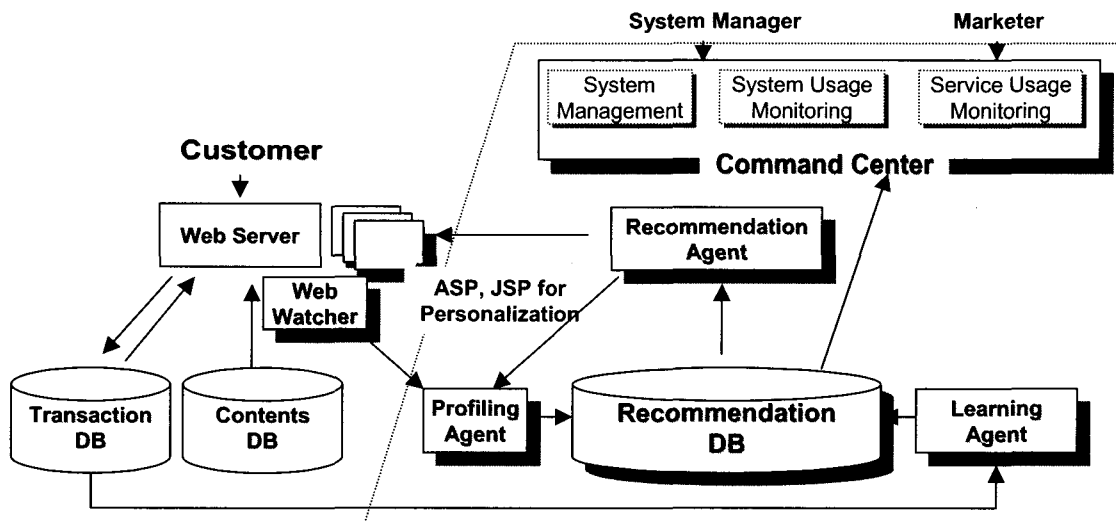 System Manager
Marketer
System
Management
System Usage
Monitoring
Service Usage
Monitoring
Command Center
Customer
Web Server
Recommendation
Agent
Web
Watcher
ASP, JSP for
Personalization
Transaction
DB
Contents
DB
Profiling
Agent
Recommendation
DB
Learning
Agent